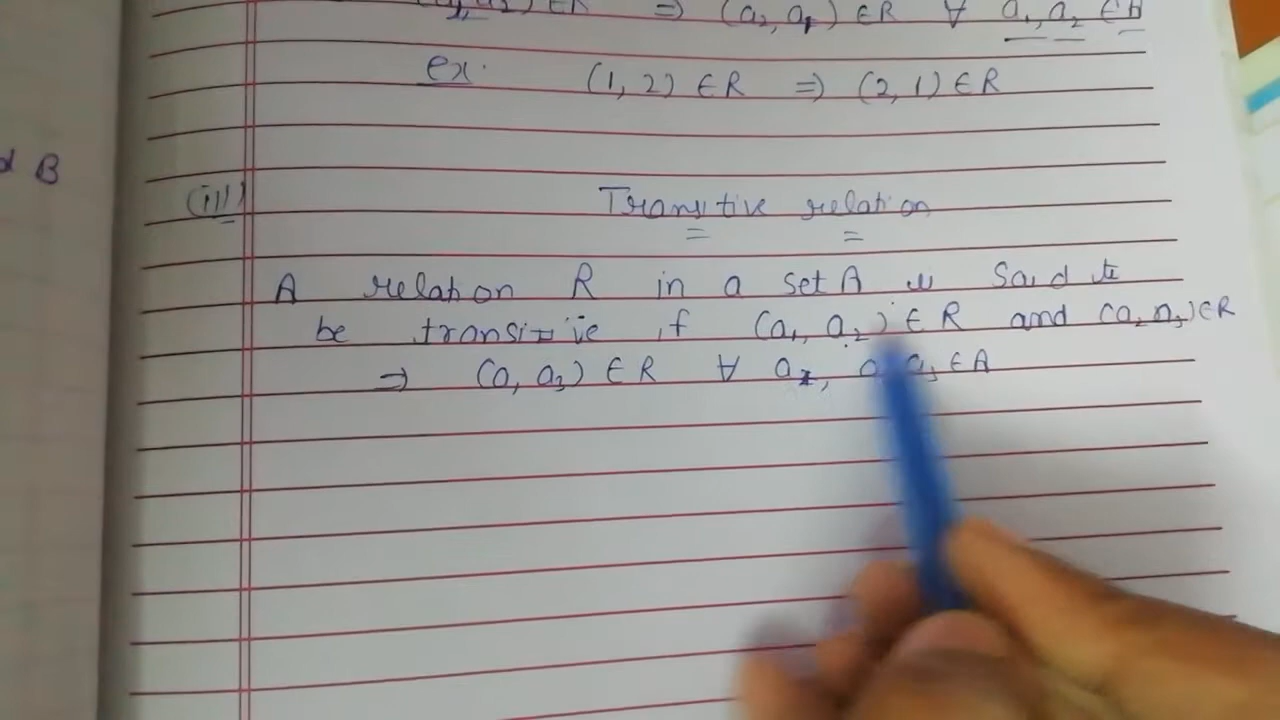 (a₁, a₂) ∈ R ⇒ (a₂, a₁) ∈ R ∀ a₁, a₂ ∈
ex. (1, 2) ∈ R ⇒ (2, 1) ∈ R
B
(iii) Transitive relation
A relation R in a set A is said to
be transitive if (a₁, a₂) ∈ R and (a₂ a₃) ∈ R
⇒ (a, a₃) ∈ R ∀ a₁, a₃ ∈ A